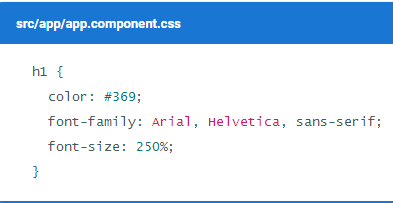 src/app/app.component.css
h1 {
  color: #369;
  font-family: Arial, Helvetica, sans-serif;
  font-size: 250%;
}